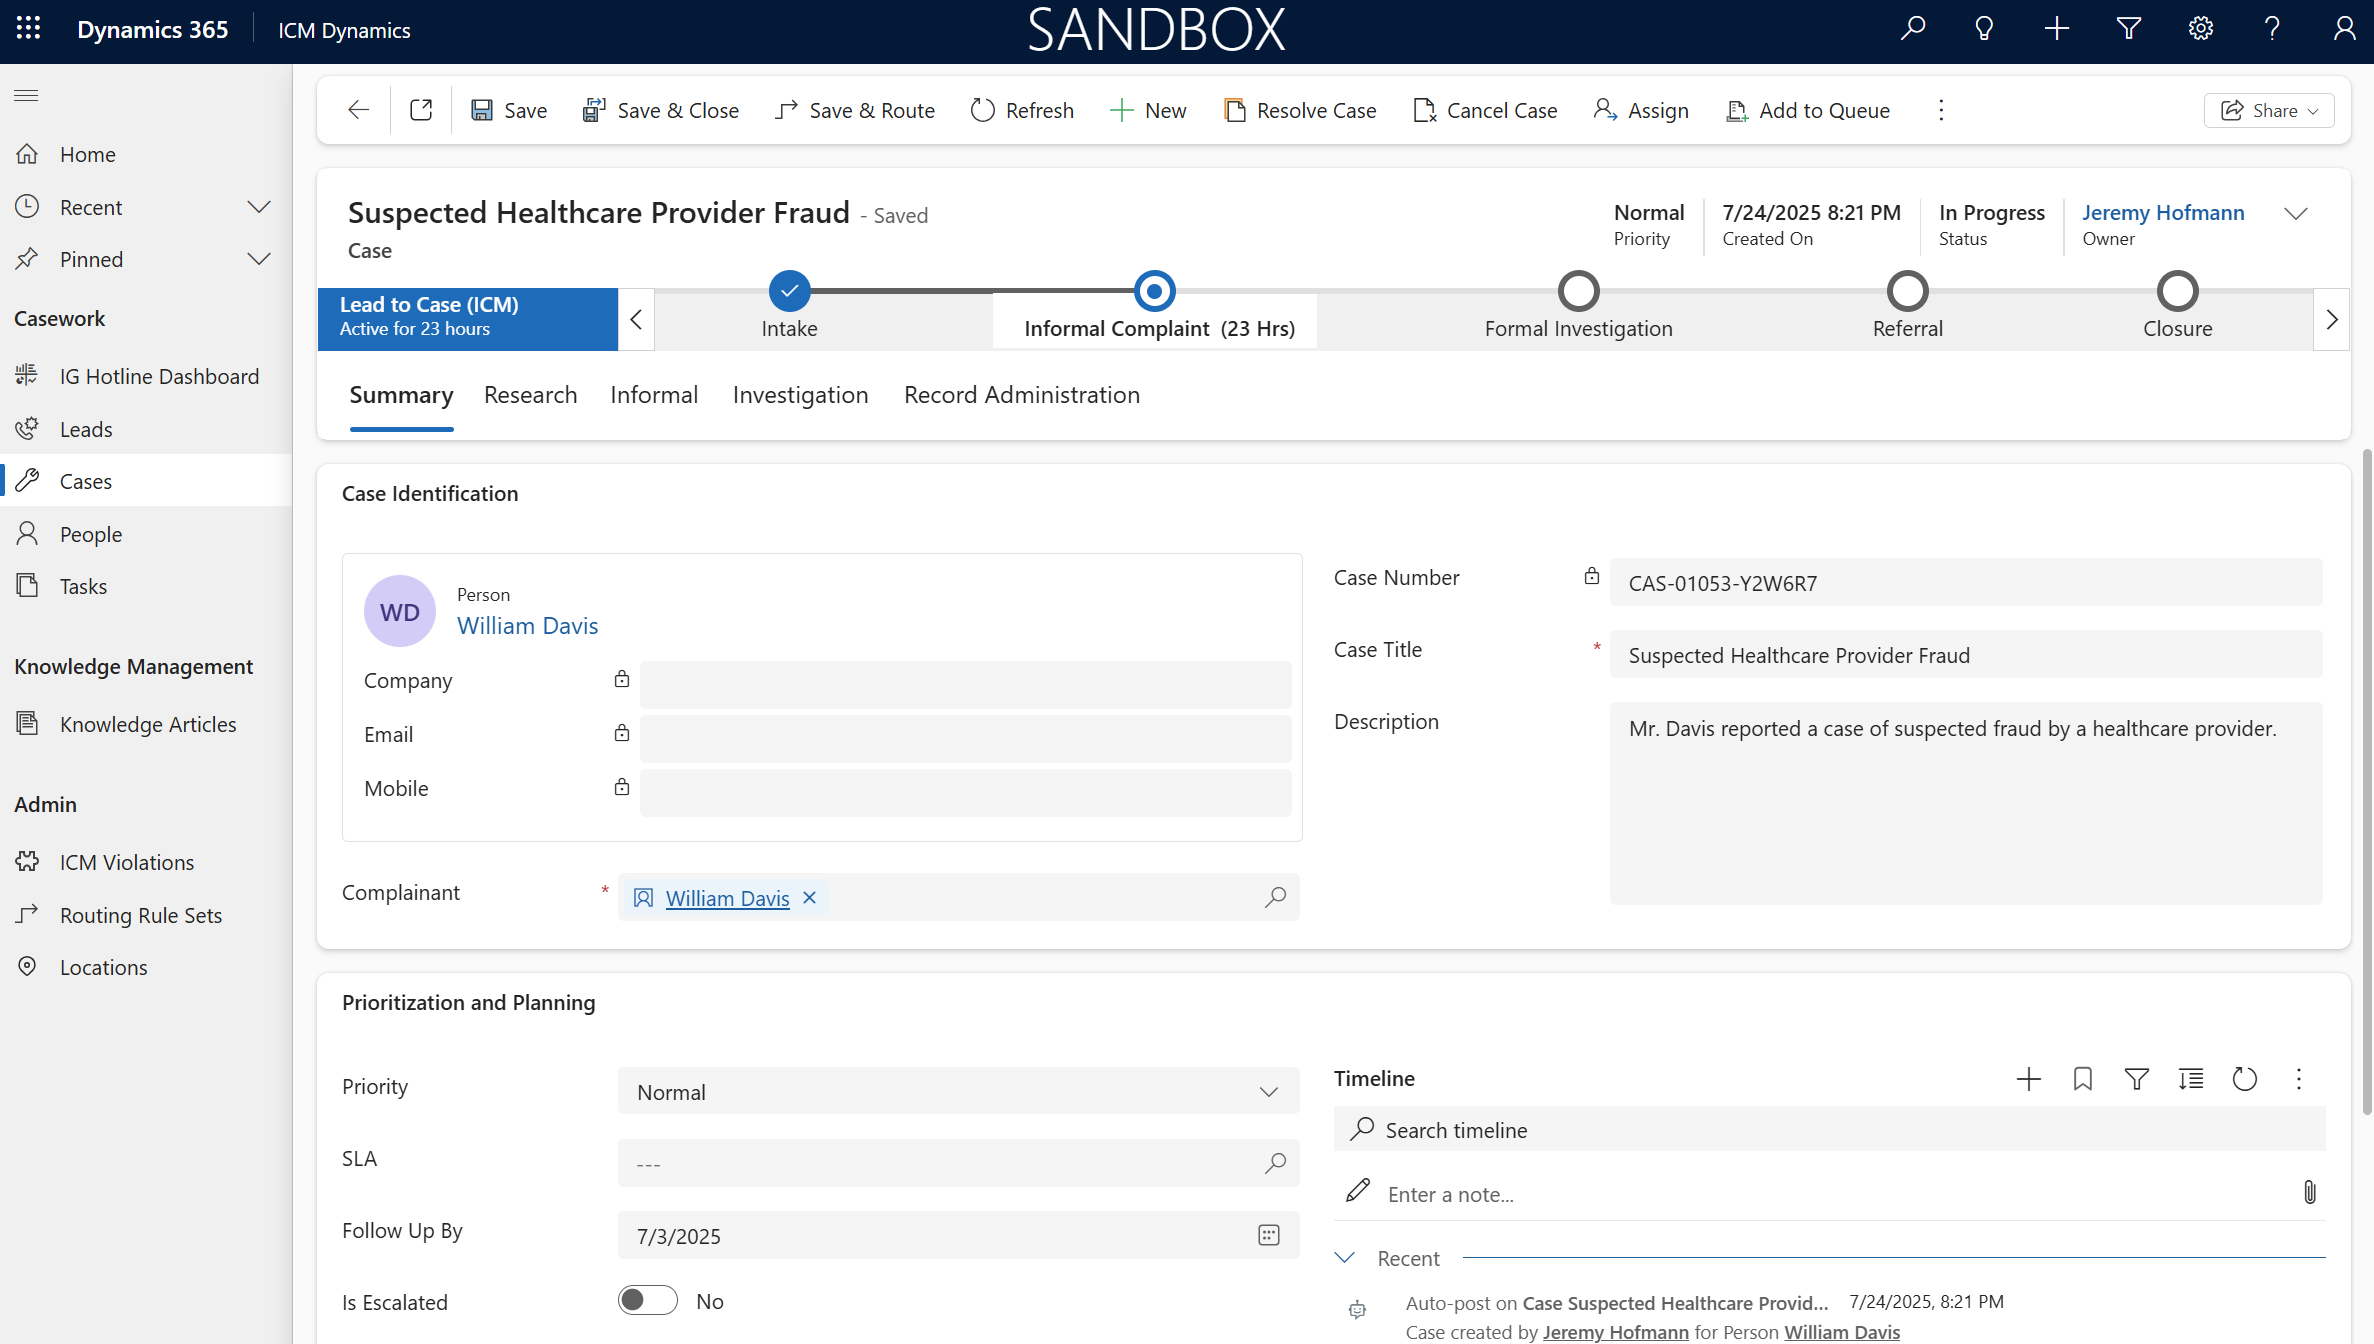 Dynamics 365
ICM Dynamics
SANDBOX
Save
Save & Close
Save & Route
Refresh
New
Resolve Case
Cancel Case
Assign
Add to Queue
Share
Home
Recent
Pinned
Casework
IG Hotline Dashboard
Leads
Cases
People
Tasks
Knowledge Management
Knowledge Articles
Admin
ICM Violations
Routing Rule Sets
Locations
Suspected Healthcare Provider Fraud - Saved
Case
Normal
Priority
7/24/2025 8:21 PM
Created On
In Progress
Status
Jeremy Hofmann
Owner
Lead to Case (ICM)
Active for 23 hours
Intake
Informal Complaint (23 Hrs)
Formal Investigation
Referral
Closure
Summary
Research
Informal
Investigation
Record Administration
Case Identification
WD
Person
William Davis
Company
Email
Mobile
Complainant * William Davis
Case Number CAS-01053-Y2W6R7
Case Title * Suspected Healthcare Provider Fraud
Description Mr. Davis reported a case of suspected fraud by a healthcare provider.
Prioritization and Planning
Priority Normal
SLA ---
Follow Up By 7/3/2025
Is Escalated No
Timeline
Search timeline
Enter a note...
Recent
Auto-post on Case Suspected Healthcare Provid... 7/24/2025, 8:21 PM
Case created by Jeremy Hofmann for Person William Davis